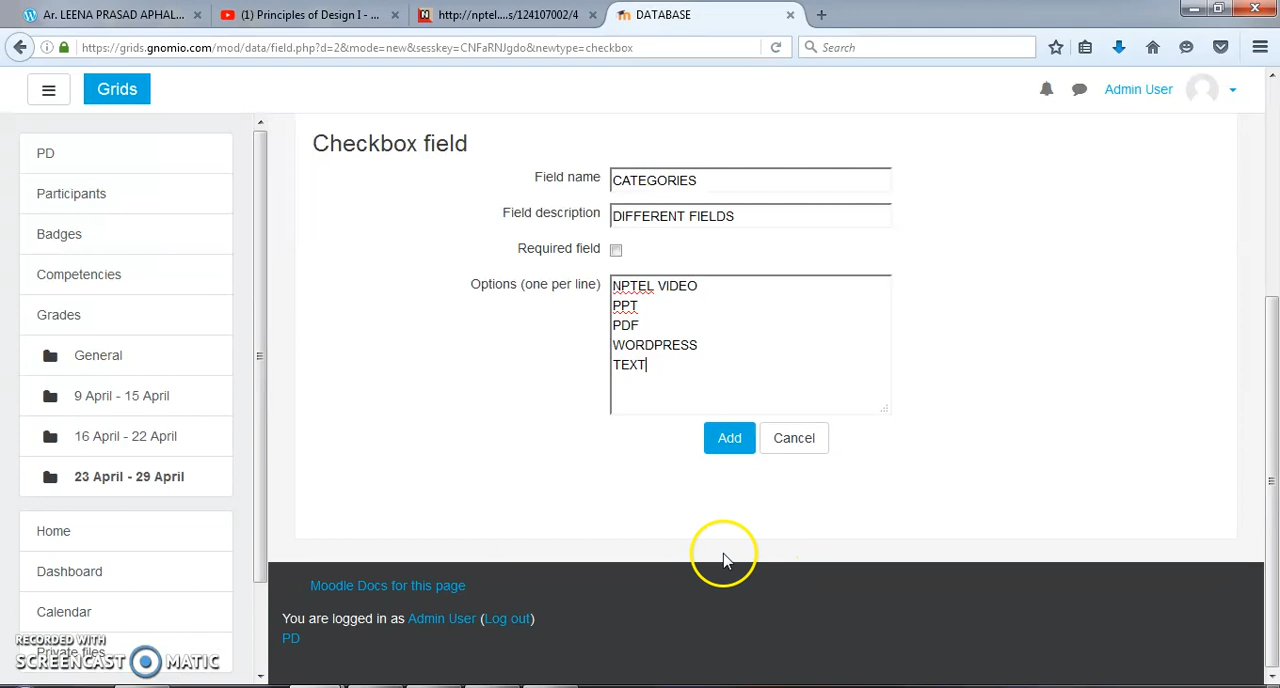 Ar. LEENA PRASAD APHAL...
(1) Principles of Design I - ...
http://nptel....s/124107002/4
DATABASE
https://grids.gnomio.com/mod/data/field.php?d=2&mode=new&sesskey=CNFaRNJgdo&newtype=checkbox
Search
Grids
Admin User
PD
Participants
Badges
Competencies
Grades
General
9 April - 15 April
16 April - 22 April
23 April - 29 April
Home
Dashboard
Calendar
Private files
Checkbox field
Field name
CATEGORIES
Field description
DIFFERENT FIELDS
Required field
Options (one per line)
NPTEL VIDEO
PPT
PDF
WORDPRESS
TEXT
Add
Cancel
Moodle Docs for this page
You are logged in as Admin User (Log out)
PD
RECORDED WITH
SCREENCAST MATIC